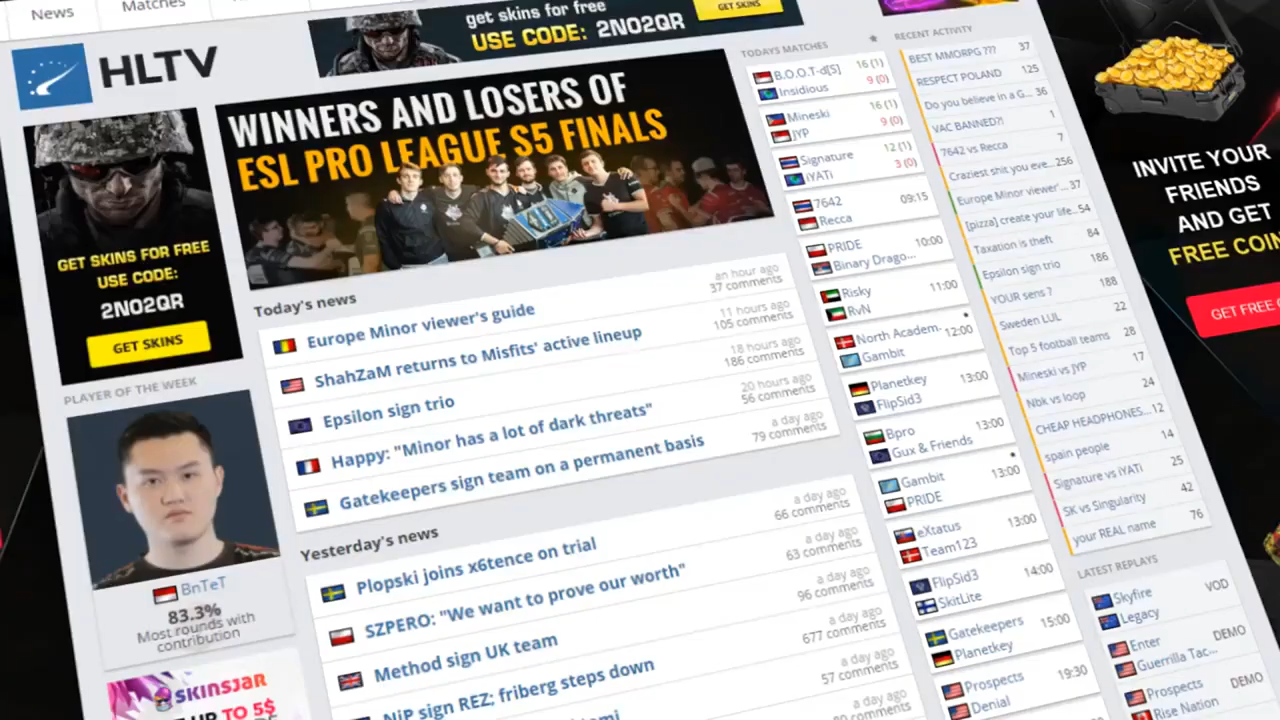 News
Matches
get skins for free
USE CODE: 2NO2QR
GET SKINS
HLTV
GET SKINS FOR FREE
USE CODE:
2NO2QR
GET SKINS
PLAYER OF THE WEEK
BnTeT
83.3%
Most rounds with
contribution
SKINSJAR
UP TO 5$
WINNERS AND LOSERS OF
ESL PRO LEAGUE S5 FINALS
Today's news
Europe Minor viewer's guide
an hour ago
37 comments
ShahZaM returns to Misfits' active lineup
11 hours ago
105 comments
Epsilon sign trio
18 hours ago
186 comments
Happy: "Minor has a lot of dark threats"
20 hours ago
56 comments
Gatekeepers sign team on a permanent basis
a day ago
79 comments
Yesterday's news
Plopski joins x6tence on trial
a day ago
66 comments
SZPERO: "We want to prove our worth"
a day ago
63 comments
Method sign UK team
a day ago
96 comments
NiP sign REZ; friberg steps down
a day ago
677 comments
a day ago
57 comments
a day ago
TODAYS MATCHES
B.O.O.T-d[S] 16 (1)
Insidious 9 (0)
Mineski 16 (1)
JYP 9 (0)
Signature 12 (1)
iYATi 3 (0)
7642
Recca
09:15
PRIDE
Binary Drago...
10:00
Risky
RvN
11:00
North Academ.
Gambit
12:00
Planetkey
FlipSid3
13:00
Bpro
Gux & Friends
13:00
Gambit
PRIDE
13:00
eXtatus
Team123
13:00
FlipSid3
SkitLite
14:00
Gatekeepers
Planetkey
15:00
Prospects
Denial
19:30
RECENT ACTIVITY
BEST MMORPG ??? 37
RESPECT POLAND 125
Do you believe in a G... 36
VAC BANNED?! 1
7642 vs Recca 7
Craziest shit you eve... 256
Europe Minor viewer'... 37
[pizza] create your life... 54
Taxation is theft 84
Epsilon sign trio 186
YOUR sens ? 188
Sweden LUL 22
Top 5 football teams 28
Mineski vs JYP 17
Nbk vs loop 24
CHEAP HEADPHONES... 12
spain people 14
Signature vs iYATi 25
SK vs Singularity 42
your REAL name 76
LATEST REPLAYS
Skyfire
Legacy
VOD
Enter
Guerrilla Tac...
DEMO
Prospects
Rise Nation
DEMO
INVITE YOUR
FRIENDS
AND GET
FREE COIN
GET FREE